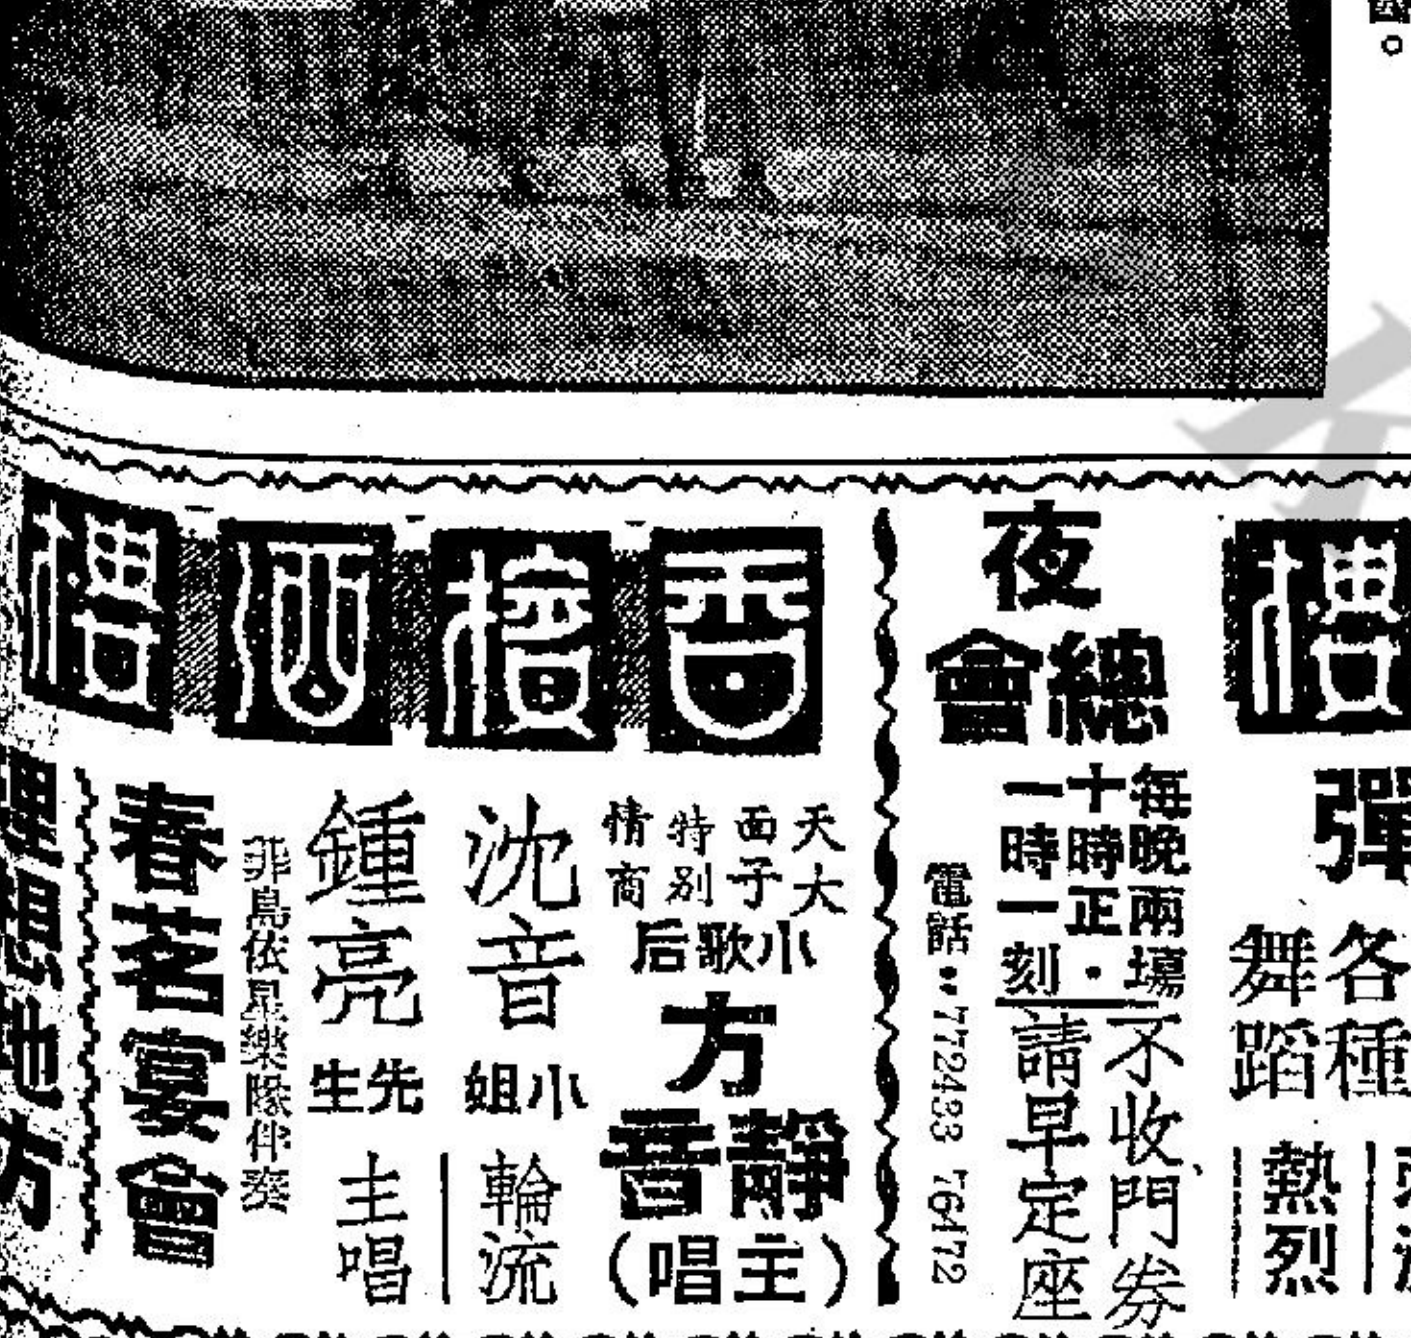 國。
樓
彈
各種
舞蹈
熱烈
夜
總會
每晚兩場
十時正·
一時一刻
不收門券
請早定座
電話：772433 76472
香檳酒樓
天大
面子
特別
情商
小歌后
方
靜音
（主唱）
沈音
小姐
輪流
鍾亮
先生
主唱
菲島依星樂隊伴奏
春茗宴會
理想地方